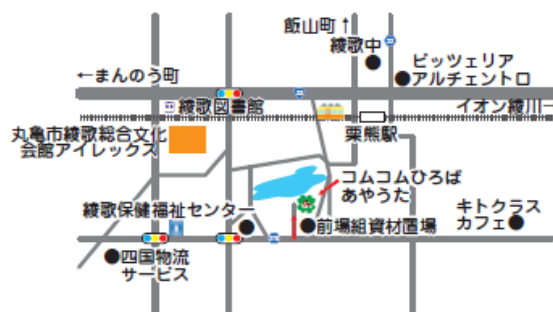 飯山町↑
綾歌中
ピッツェリア
アルチェントロ
←まんのう町
綾歌図書館
イオン綾川
栗熊駅
丸亀市綾歌総合文化
会館アイレックス
コムコムひろば
あやうた
綾歌保健福祉センター
前場組資材置場
キトクラス
カフェ
四国物流
サービス